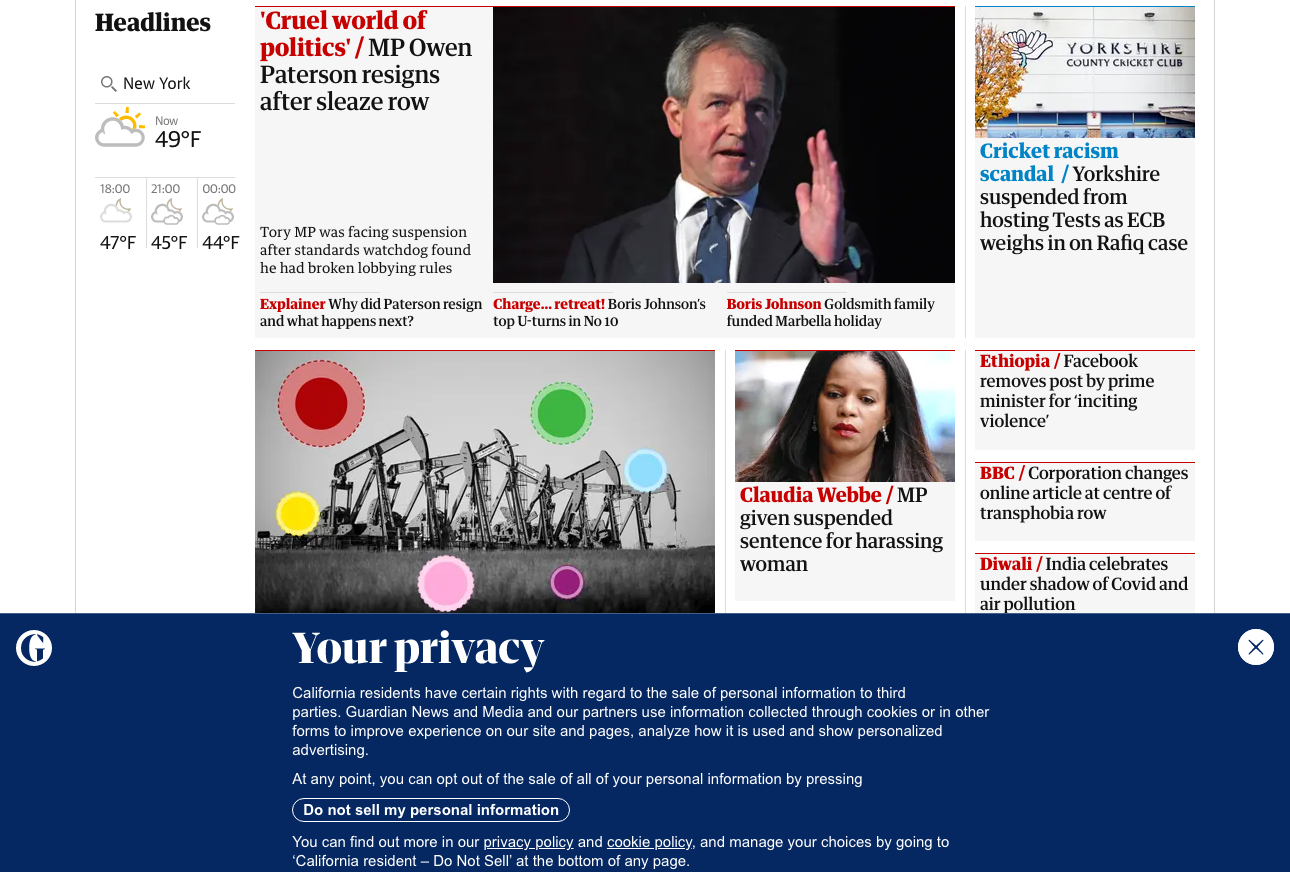 Headlines
New York
Now
49°F
18:00
21:00
00:00
47°F
45°F
44°F
'Cruel world of
politics' / MP Owen
Paterson resigns
after sleaze row
Tory MP was facing suspension
after standards watchdog found
he had broken lobbying rules
Explainer Why did Paterson resign
and what happens next?
Charge... retreat! Boris Johnson's
top U-turns in No 10
Boris Johnson Goldsmith family
funded Marbella holiday
YORKSHIRE
COUNTY CRICKET CLUB
Cricket racism
scandal / Yorkshire
suspended from
hosting Tests as ECB
weighs in on Rafiq case
Claudia Webbe / MP
given suspended
sentence for harassing
woman
Ethiopia / Facebook
removes post by prime
minister for ‘inciting
violence’
BBC / Corporation changes
online article at centre of
transphobia row
Diwali / India celebrates
under shadow of Covid and
air pollution
G
Your privacy
California residents have certain rights with regard to the sale of personal information to third
parties. Guardian News and Media and our partners use information collected through cookies or in other
forms to improve experience on our site and pages, analyze how it is used and show personalized
advertising.
At any point, you can opt out of the sale of all of your personal information by pressing
Do not sell my personal information
You can find out more in our privacy policy and cookie policy, and manage your choices by going to
‘California resident – Do Not Sell’ at the bottom of any page.